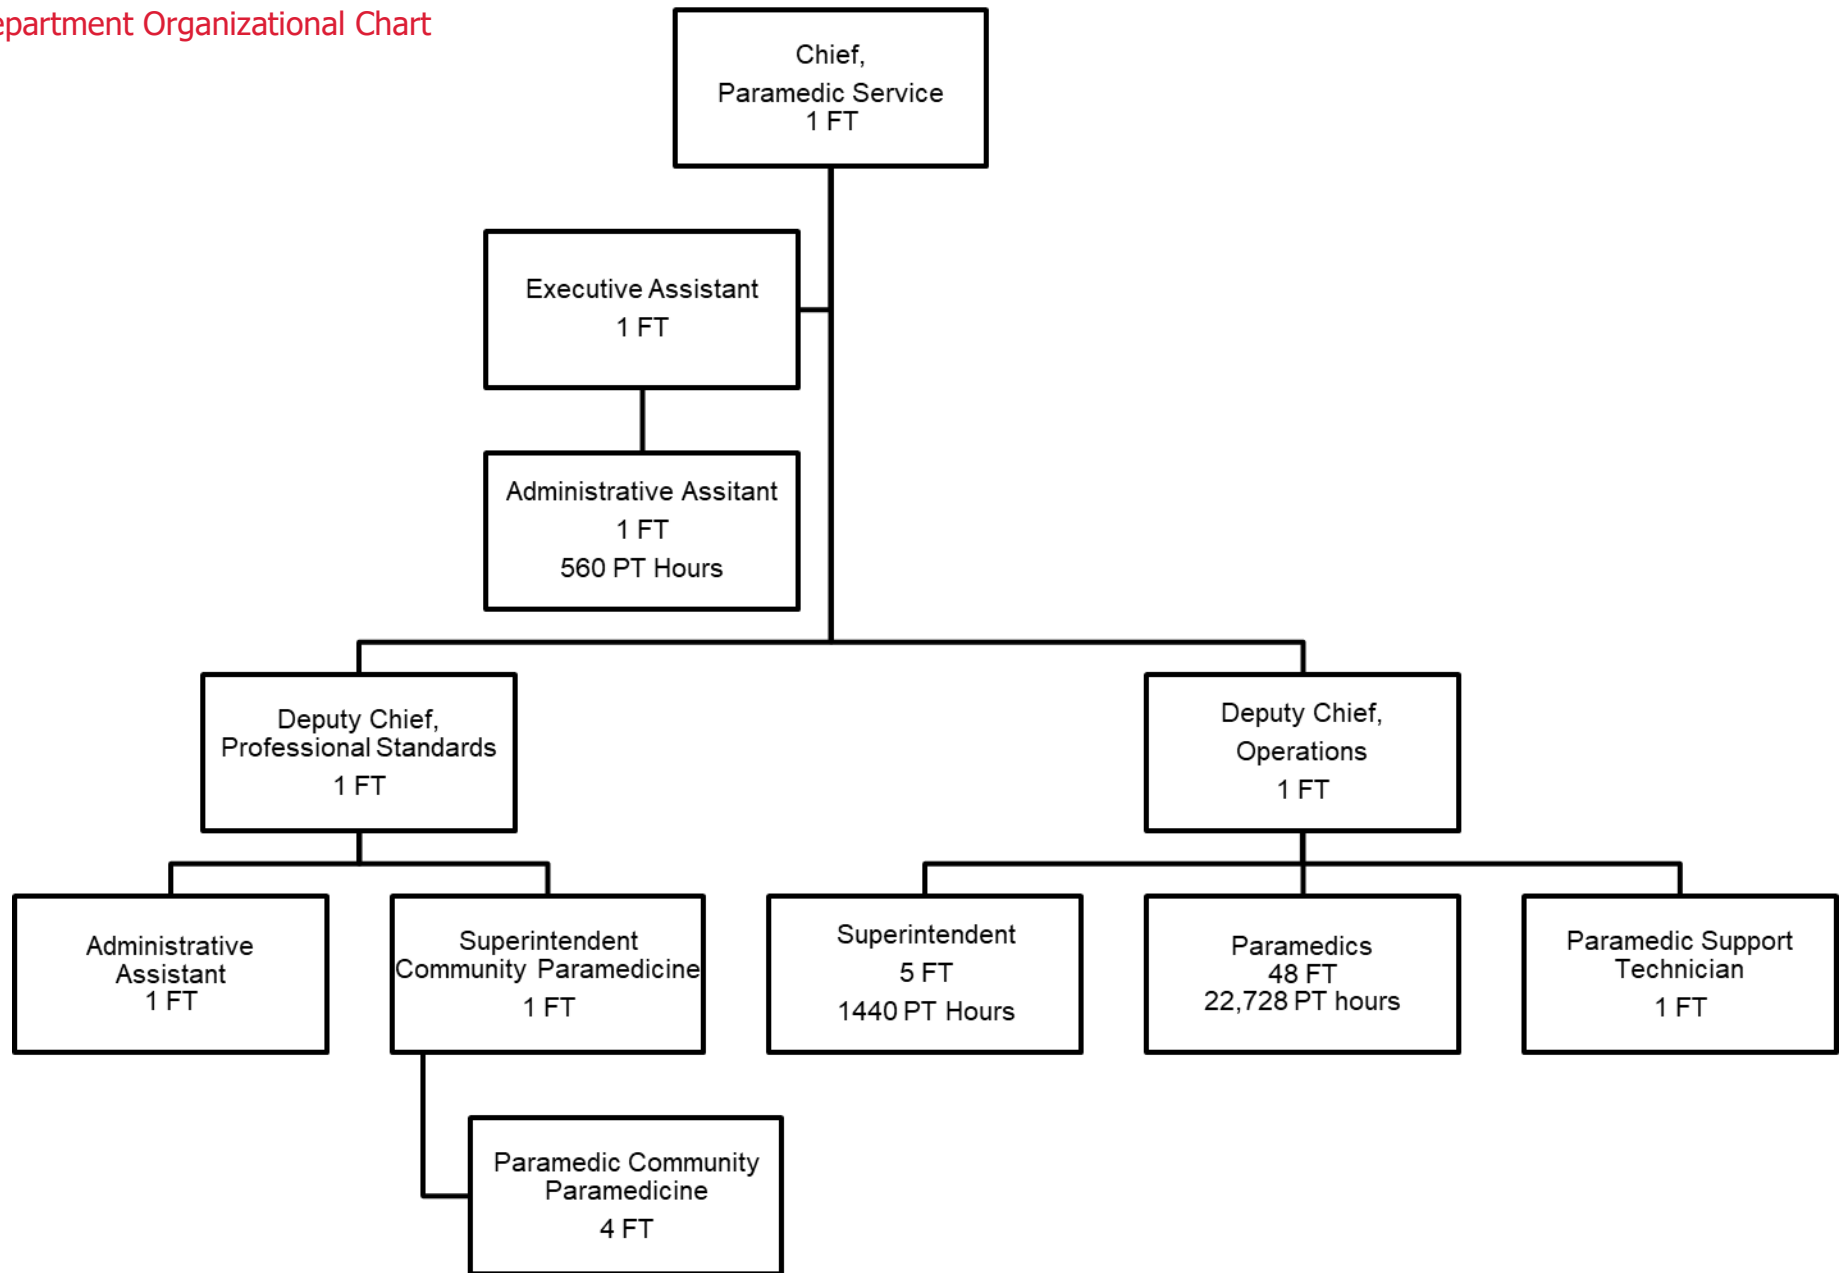 epartment Organizational Chart
Chief,
Paramedic Service
1 FT
Executive Assistant
1 FT
Administrative Assitant
1 FT
560 PT Hours
Deputy Chief,
Professional Standards
1 FT
Deputy Chief,
Operations
1 FT
Administrative
Assistant
1 FT
Superintendent
Community Paramedicine
1 FT
Superintendent
5 FT
1440 PT Hours
Paramedics
48 FT
22,728 PT hours
Paramedic Support
Technician
1 FT
Paramedic Community
Paramedicine
4 FT